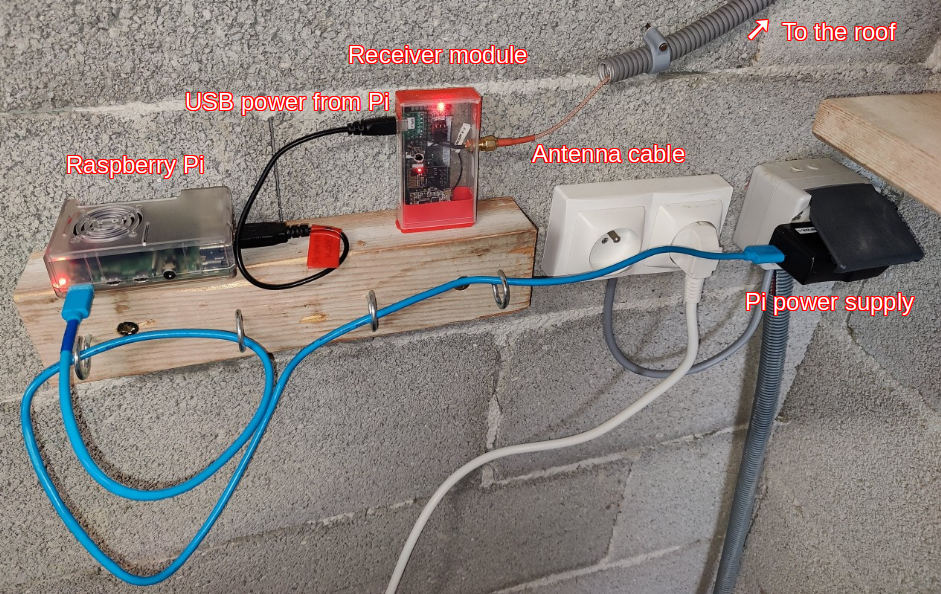 ↗ To the roof
Receiver module
USB power from Pi
Raspberry Pi
Antenna cable
Pi power supply